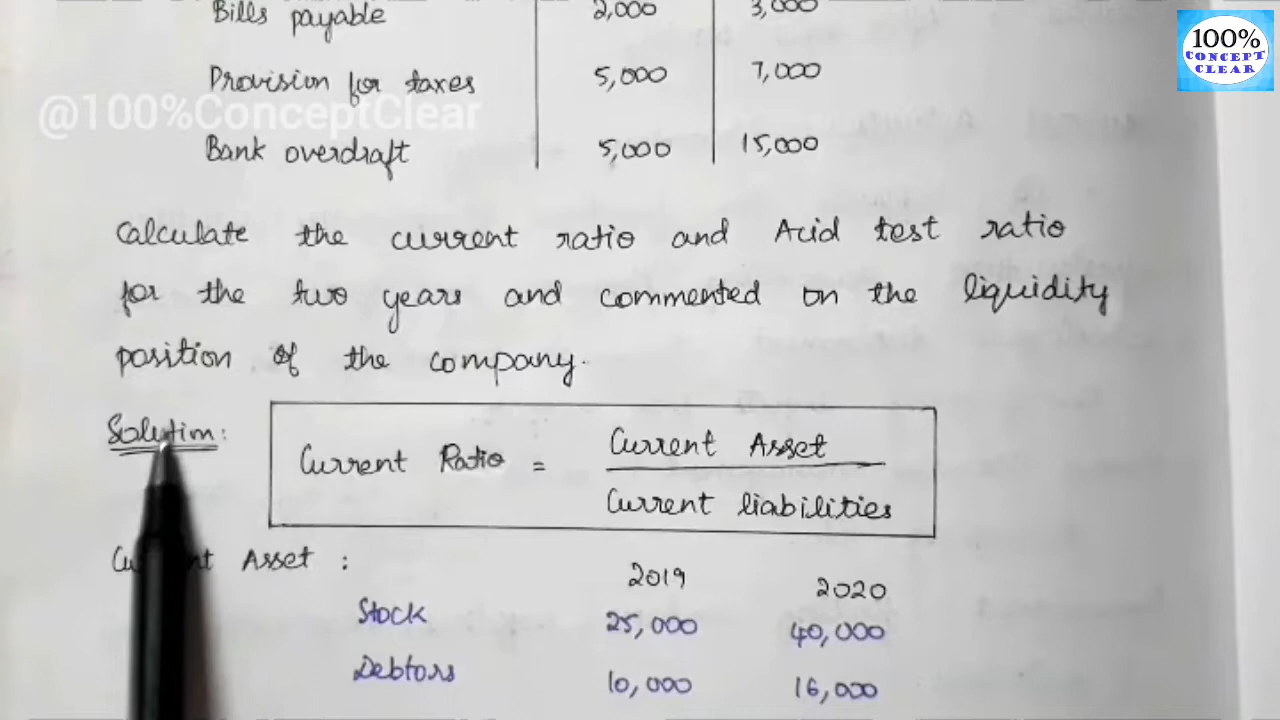 Bills payable 2,000 3,000
100%
CONCEPT
CLEAR
Provision for taxes 5,000 7,000
@100%ConceptClear
Bank overdraft 5,000 15,000
Calculate the current ratio and Acid test ratio
for the two years and commented on the liquidity
position of the company.
Solution:
Current Ratio = Current Asset
Current liabilities
Current Asset :
2019 2020
Stock 25,000 40,000
Debtors 10,000 16,000